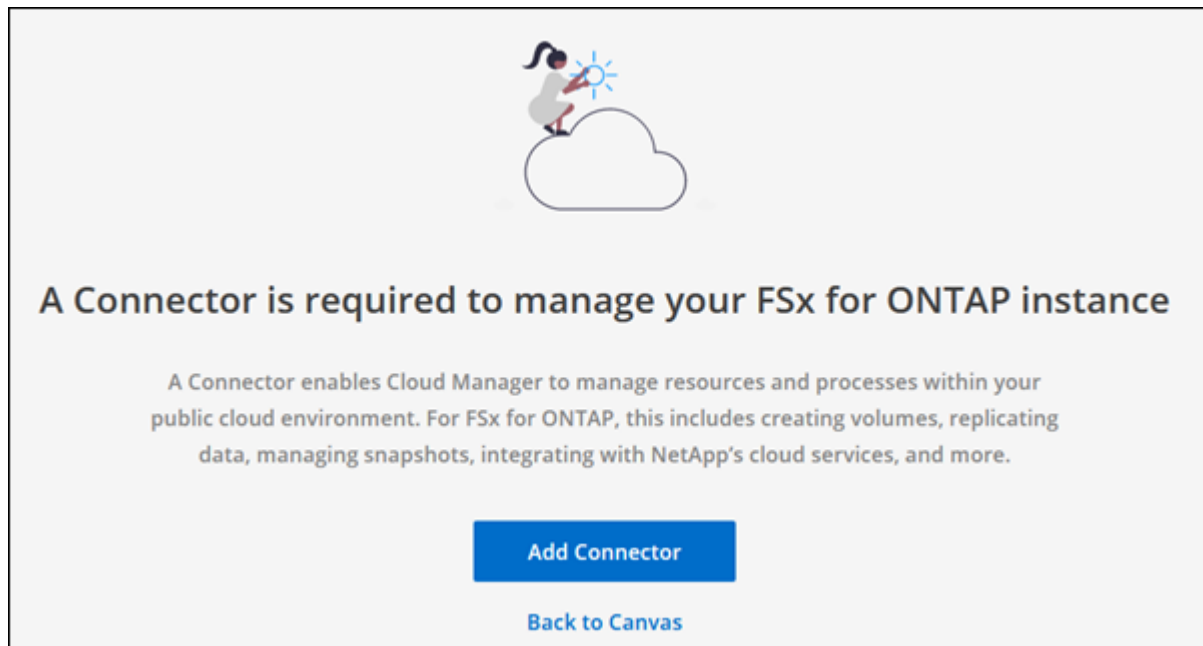 A Connector is required to manage your FSx for ONTAP instance
A Connector enables Cloud Manager to manage resources and processes within your
public cloud environment. For FSx for ONTAP, this includes creating volumes, replicating
data, managing snapshots, integrating with NetApp’s cloud services, and more.
Add Connector
Back to Canvas